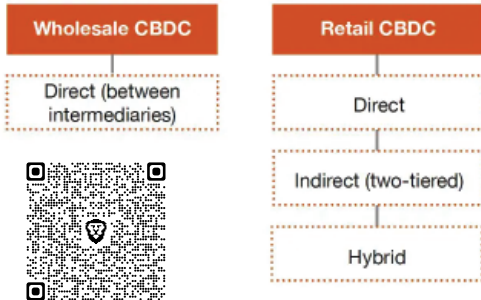 Wholesale CBDC
Direct (between
intermediaries)
Retail CBDC
Direct
Indirect (two-tiered)
Hybrid